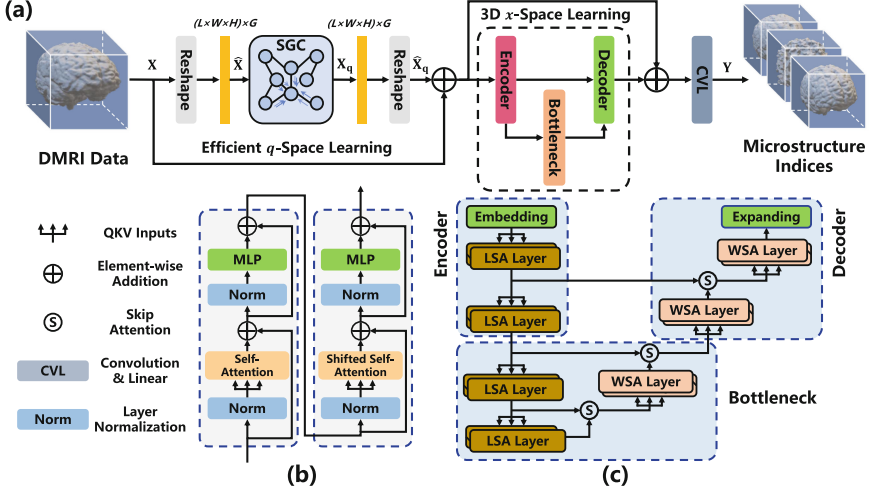 (a)
DMRI Data
X
Reshape
(L×W×H)×G
X̂
SGC
X_q
(L×W×H)×G
Reshape
X̂_q
Efficient q-Space Learning
3D x-Space Learning
Encoder
Bottleneck
Decoder
CVL
Y
Microstructure
Indices
QKV Inputs
Element-wise
Addition
S
Skip
Attention
CVL
Convolution
& Linear
Norm
Layer
Normalization
MLP
Norm
Self-
Attention
Norm
MLP
Norm
Shifted Self-
Attention
Norm
(b)
Encoder
Embedding
LSA Layer
LSA Layer
LSA Layer
LSA Layer
S
WSA Layer
S
Bottleneck
Decoder
Expanding
WSA Layer
S
WSA Layer
(c)